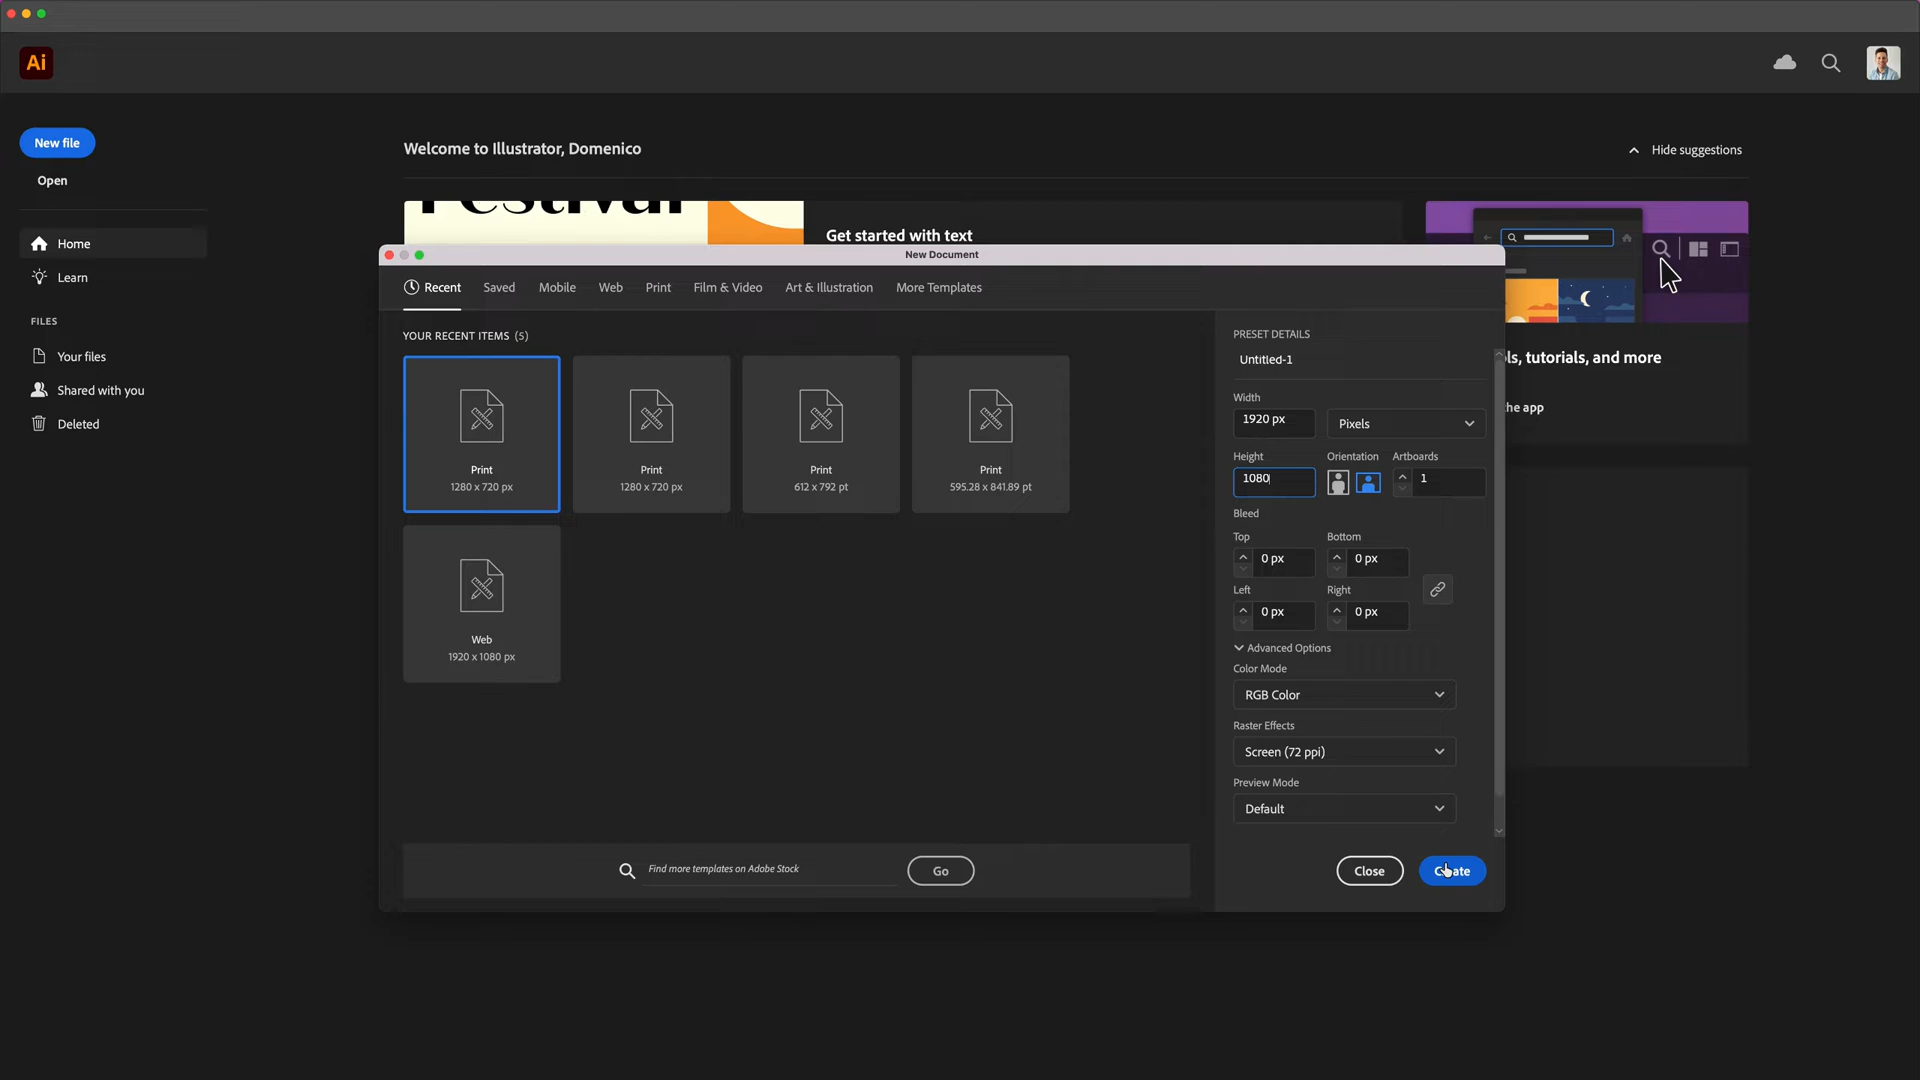 Ai
New file
Open
Home
Learn
FILES
Your files
Shared with you
Deleted
Welcome to Illustrator, Domenico
Hide suggestions
Festival
Get started with text
New Document
Recent
Saved
Mobile
Web
Print
Film & Video
Art & Illustration
More Templates
YOUR RECENT ITEMS (5)
Print
1280 x 720 px
Print
1280 x 720 px
Print
612 x 792 pt
Print
595.28 x 841.89 pt
Web
1920 x 1080 px
Find more templates on Adobe Stock
Go
PRESET DETAILS
Untitled-1
Width
1920 px
Pixels
Height
Orientation
Artboards
1080
1
Bleed
Top
Bottom
0 px
0 px
Left
Right
0 px
0 px
Advanced Options
Color Mode
RGB Color
Raster Effects
Screen (72 ppi)
Preview Mode
Default
Close
Create
ls, tutorials, and more
the app